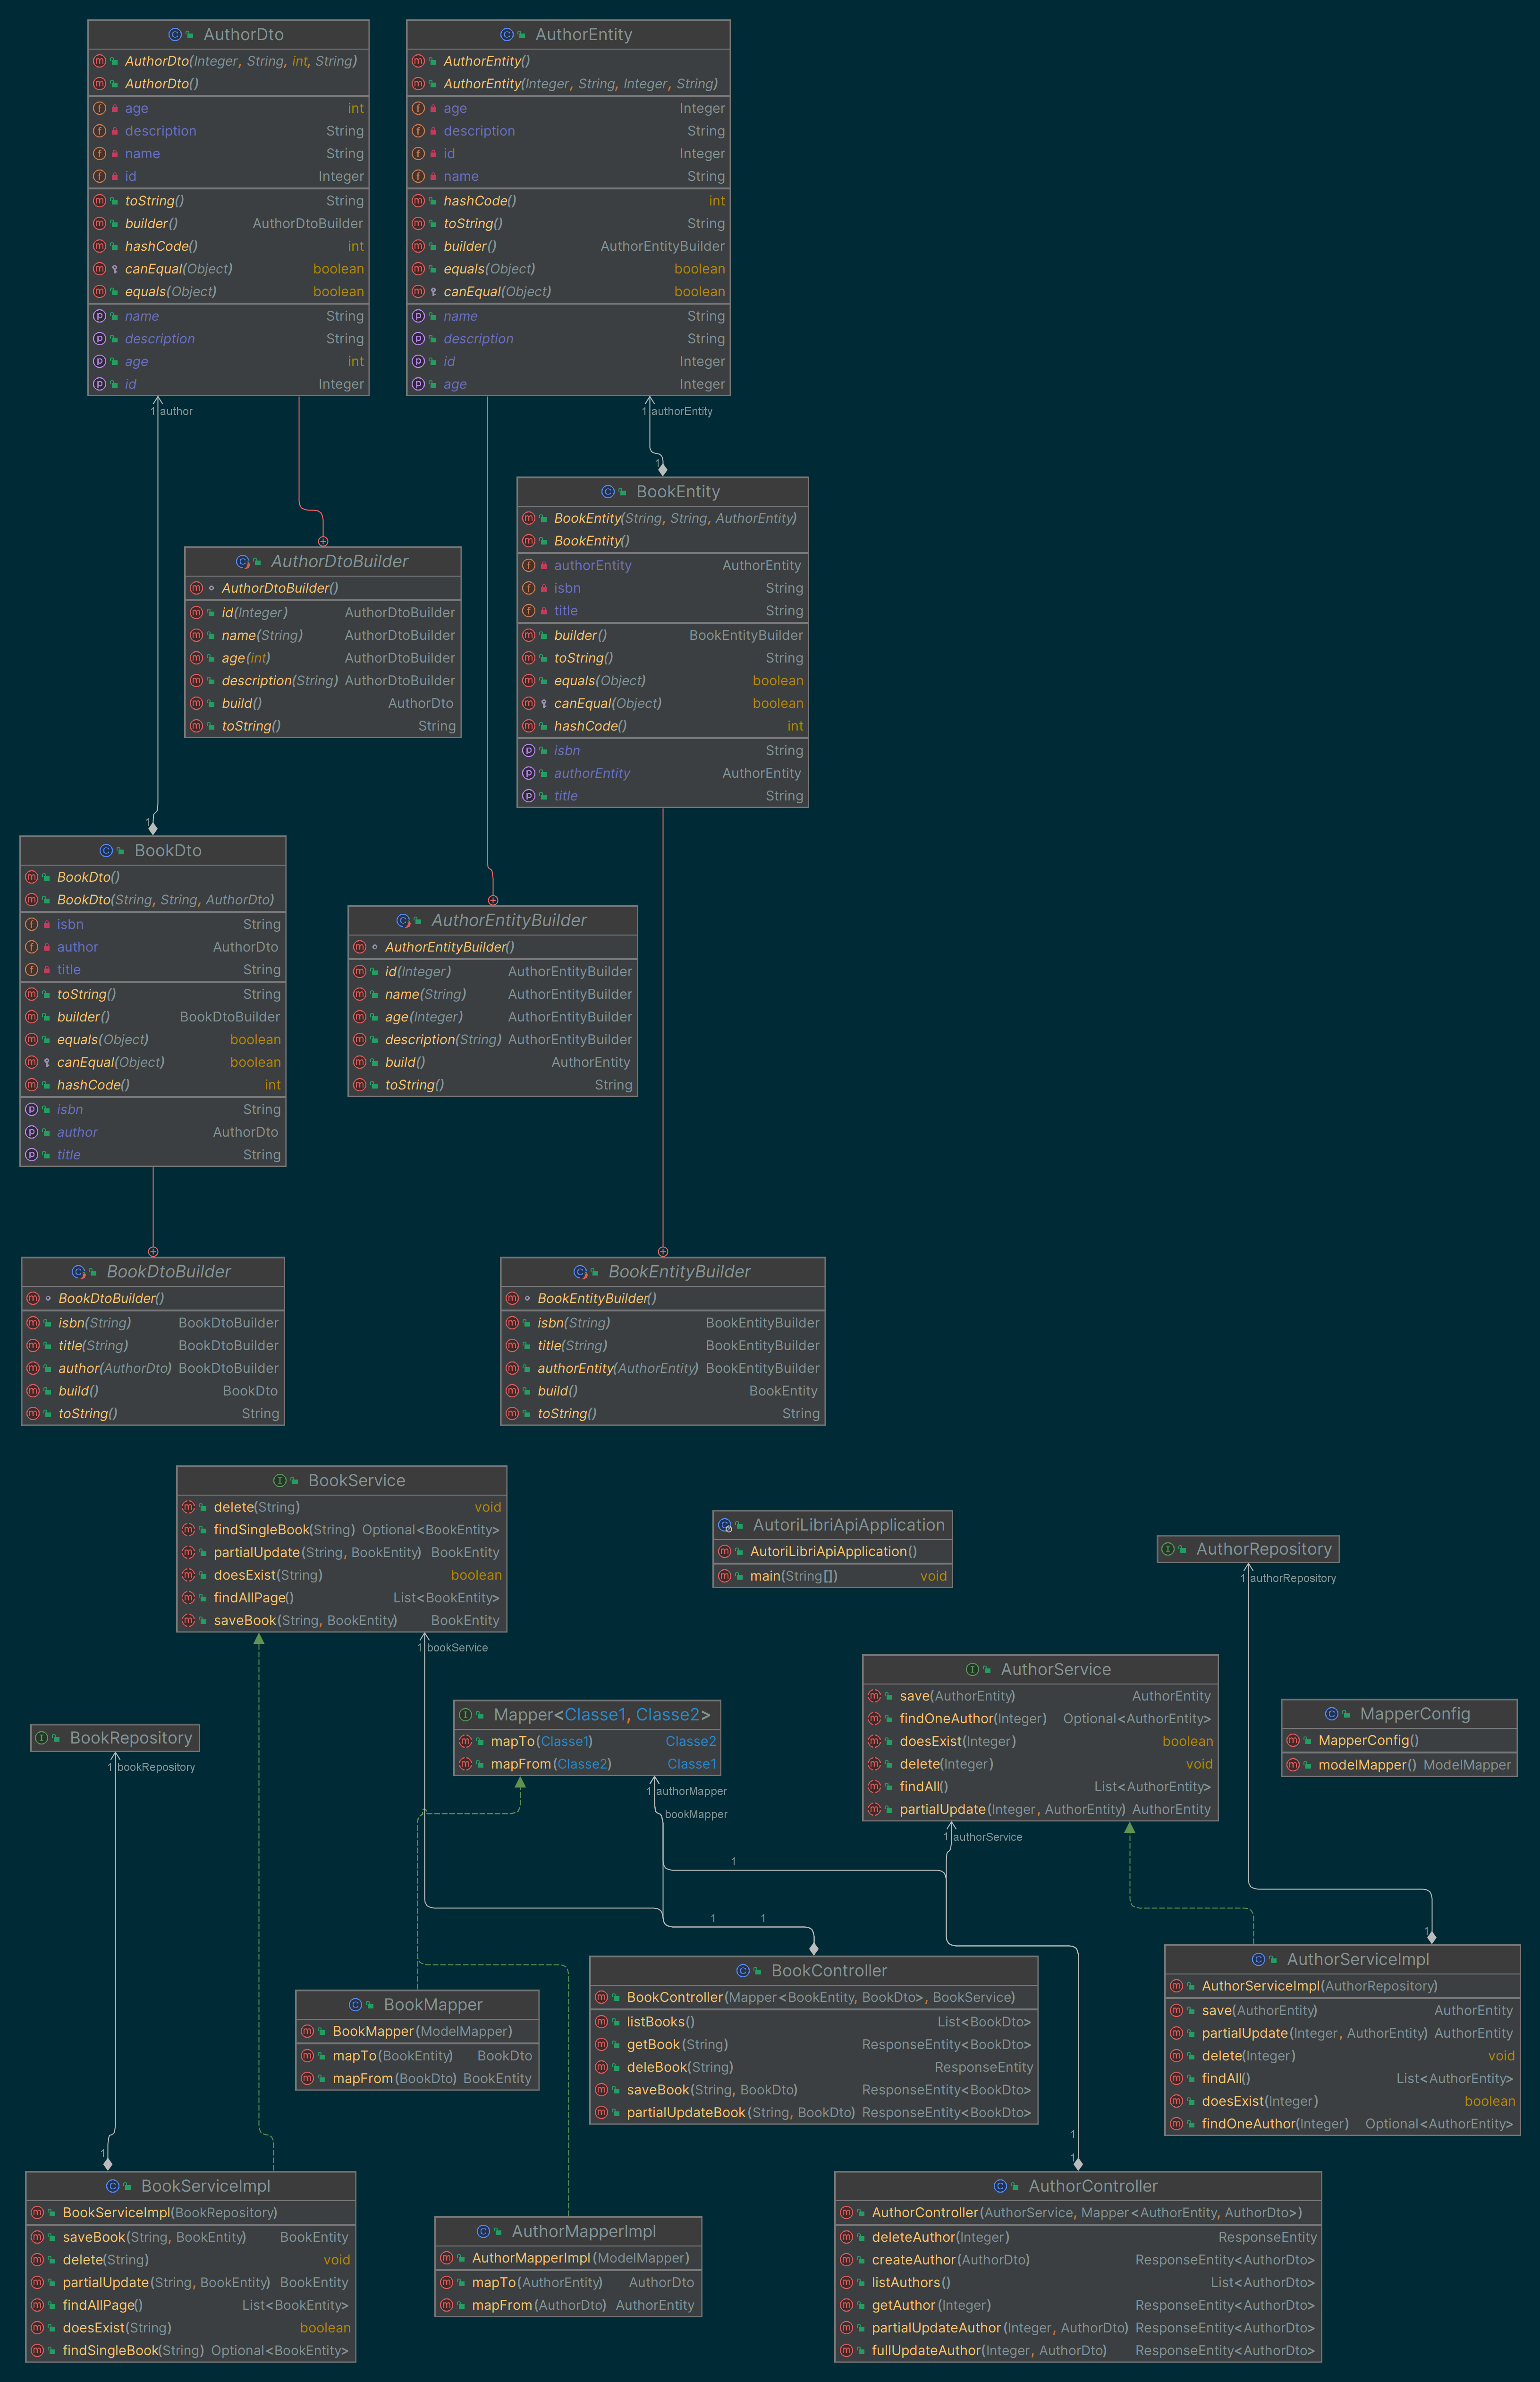 AuthorDto
AuthorDto(Integer, String, int, String)
AuthorDto()
age int
description String
name String
id Integer
toString() String
builder() AuthorDtoBuilder
hashCode() int
canEqual(Object) boolean
equals(Object) boolean
name String
description String
age int
id Integer
1 author
AuthorEntity
AuthorEntity()
AuthorEntity(Integer, String, Integer, String)
age Integer
description String
id Integer
name String
hashCode() int
toString() String
builder() AuthorEntityBuilder
equals(Object) boolean
canEqual(Object) boolean
name String
description String
id Integer
age Integer
1 authorEntity
1
BookEntity
BookEntity(String, String, AuthorEntity)
BookEntity()
authorEntity AuthorEntity
isbn String
title String
builder() BookEntityBuilder
toString() String
equals(Object) boolean
canEqual(Object) boolean
hashCode() int
isbn String
authorEntity AuthorEntity
title String
AuthorDtoBuilder
AuthorDtoBuilder()
id(Integer) AuthorDtoBuilder
name(String) AuthorDtoBuilder
age(int) AuthorDtoBuilder
description(String) AuthorDtoBuilder
build() AuthorDto
toString() String
1
BookDto
BookDto()
BookDto(String, String, AuthorDto)
isbn String
author AuthorDto
title String
toString() String
builder() BookDtoBuilder
equals(Object) boolean
canEqual(Object) boolean
hashCode() int
isbn String
author AuthorDto
title String
AuthorEntityBuilder
AuthorEntityBuilder()
id(Integer) AuthorEntityBuilder
name(String) AuthorEntityBuilder
age(Integer) AuthorEntityBuilder
description(String) AuthorEntityBuilder
build() AuthorEntity
toString() String
BookDtoBuilder
BookDtoBuilder()
isbn(String) BookDtoBuilder
title(String) BookDtoBuilder
author(AuthorDto) BookDtoBuilder
build() BookDto
toString() String
BookEntityBuilder
BookEntityBuilder()
isbn(String) BookEntityBuilder
title(String) BookEntityBuilder
authorEntity(AuthorEntity) BookEntityBuilder
build() BookEntity
toString() String
BookService
delete(String) void
findSingleBook(String) Optional<BookEntity>
partialUpdate(String, BookEntity) BookEntity
doesExist(String) boolean
findAllPage() List<BookEntity>
saveBook(String, BookEntity) BookEntity
1 bookService
AutoriLibriApiApplication
AutoriLibriApiApplication()
main(String[]) void
AuthorRepository
1 authorRepository
AuthorService
save(AuthorEntity) AuthorEntity
findOneAuthor(Integer) Optional<AuthorEntity>
doesExist(Integer) boolean
delete(Integer) void
findAll() List<AuthorEntity>
partialUpdate(Integer, AuthorEntity) AuthorEntity
1 authorService
MapperConfig
MapperConfig()
modelMapper() ModelMapper
BookRepository
1 bookRepository
Mapper<Classe1, Classe2>
mapTo(Classe1) Classe2
mapFrom(Classe2) Classe1
1 authorMapper
bookMapper
1
1 1
1
BookMapper
BookMapper(ModelMapper)
mapTo(BookEntity) BookDto
mapFrom(BookDto) BookEntity
BookController
BookController(Mapper<BookEntity, BookDto>, BookService)
listBooks() List<BookDto>
getBook(String) ResponseEntity<BookDto>
deleBook(String) ResponseEntity
saveBook(String, BookDto) ResponseEntity<BookDto>
partialUpdateBook(String, BookDto) ResponseEntity<BookDto>
AuthorServiceImpl
AuthorServiceImpl(AuthorRepository)
save(AuthorEntity) AuthorEntity
partialUpdate(Integer, AuthorEntity) AuthorEntity
delete(Integer) void
findAll() List<AuthorEntity>
doesExist(Integer) boolean
findOneAuthor(Integer) Optional<AuthorEntity>
1
1
1
BookServiceImpl
BookServiceImpl(BookRepository)
saveBook(String, BookEntity) BookEntity
delete(String) void
partialUpdate(String, BookEntity) BookEntity
findAllPage() List<BookEntity>
doesExist(String) boolean
findSingleBook(String) Optional<BookEntity>
AuthorMapperImpl
AuthorMapperImpl(ModelMapper)
mapTo(AuthorEntity) AuthorDto
mapFrom(AuthorDto) AuthorEntity
AuthorController
AuthorController(AuthorService, Mapper<AuthorEntity, AuthorDto>)
deleteAuthor(Integer) ResponseEntity
createAuthor(AuthorDto) ResponseEntity<AuthorDto>
listAuthors() List<AuthorDto>
getAuthor(Integer) ResponseEntity<AuthorDto>
partialUpdateAuthor(Integer, AuthorDto) ResponseEntity<AuthorDto>
fullUpdateAuthor(Integer, AuthorDto) ResponseEntity<AuthorDto>